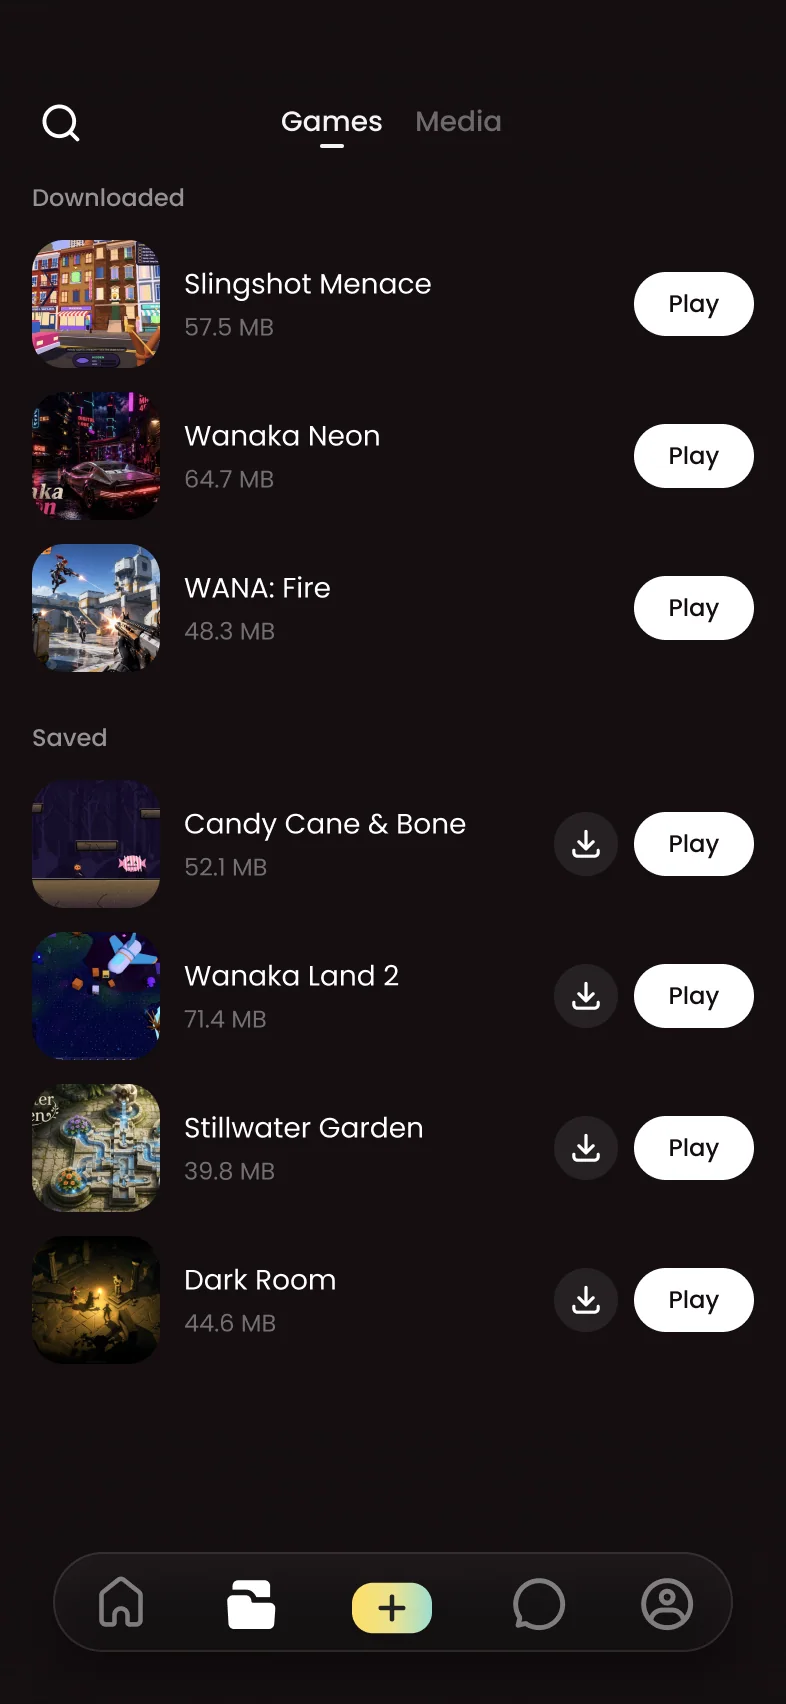 Games Media
Downloaded
Slingshot Menace
57.5 MB
Play
Wanaka Neon
64.7 MB
Play
WANA: Fire
48.3 MB
Play
Saved
Candy Cane & Bone
52.1 MB
Play
Wanaka Land 2
71.4 MB
Play
Stillwater Garden
39.8 MB
Play
Dark Room
44.6 MB
Play